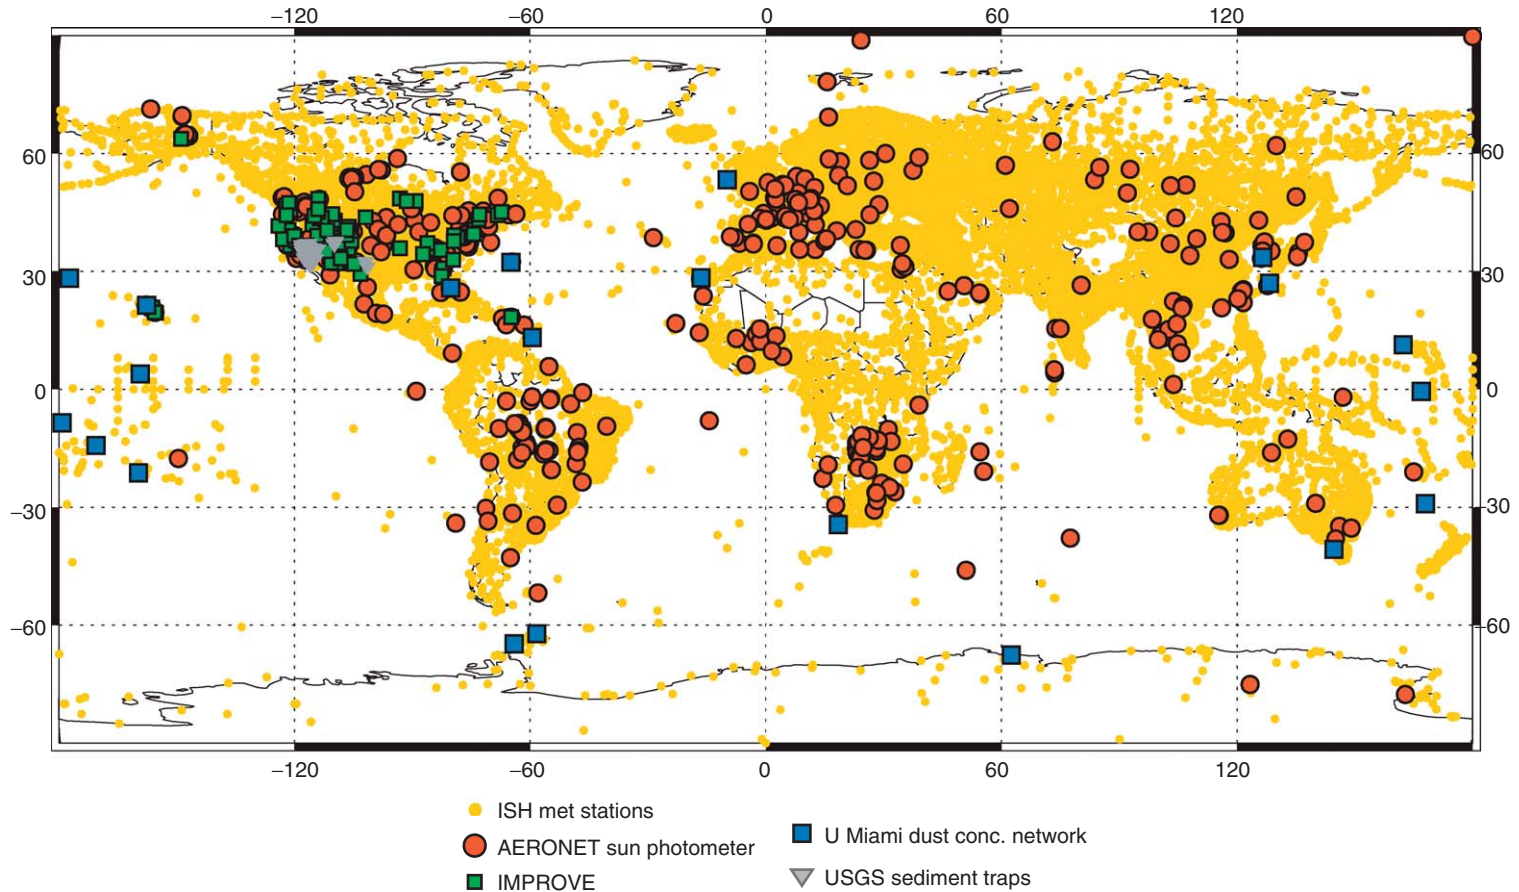 −120 −60 0 60 120
60 60
30 30
0 0
−30 −30
−60 −60
−120 −60 0 60 120
ISH met stations
AERONET sun photometer
IMPROVE
U Miami dust conc. network
USGS sediment traps